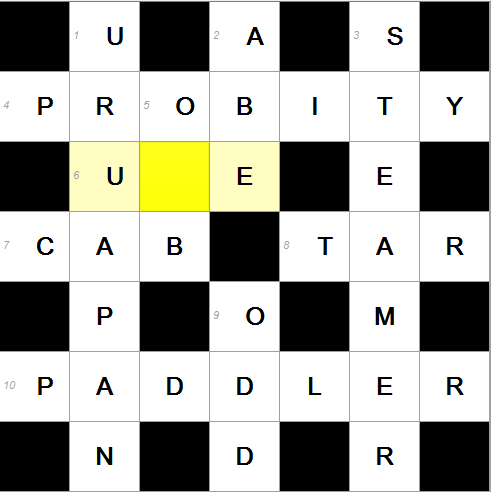 1 U 2 A 3 S
4 P R 5 O B I T Y
6 U E E
7 C A B 8 T A R
P 9 O M
10 P A D D L E R
N D R